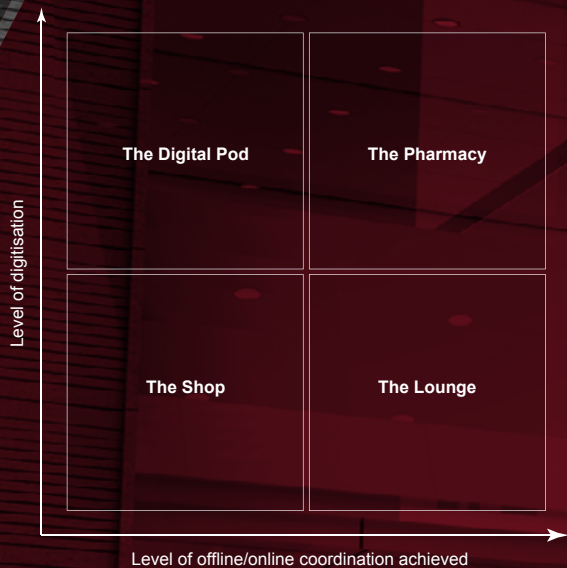 Level of digitisation
The Digital Pod
The Pharmacy
The Shop
The Lounge
Level of offline/online coordination achieved